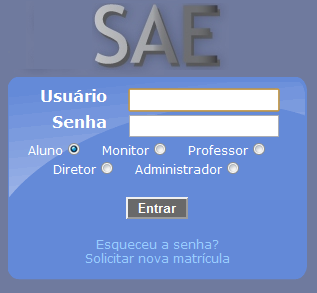 SAE
Usuário
Senha
Aluno Monitor Professor
Diretor Administrador
Entrar
Esqueceu a senha?
Solicitar nova matrícula